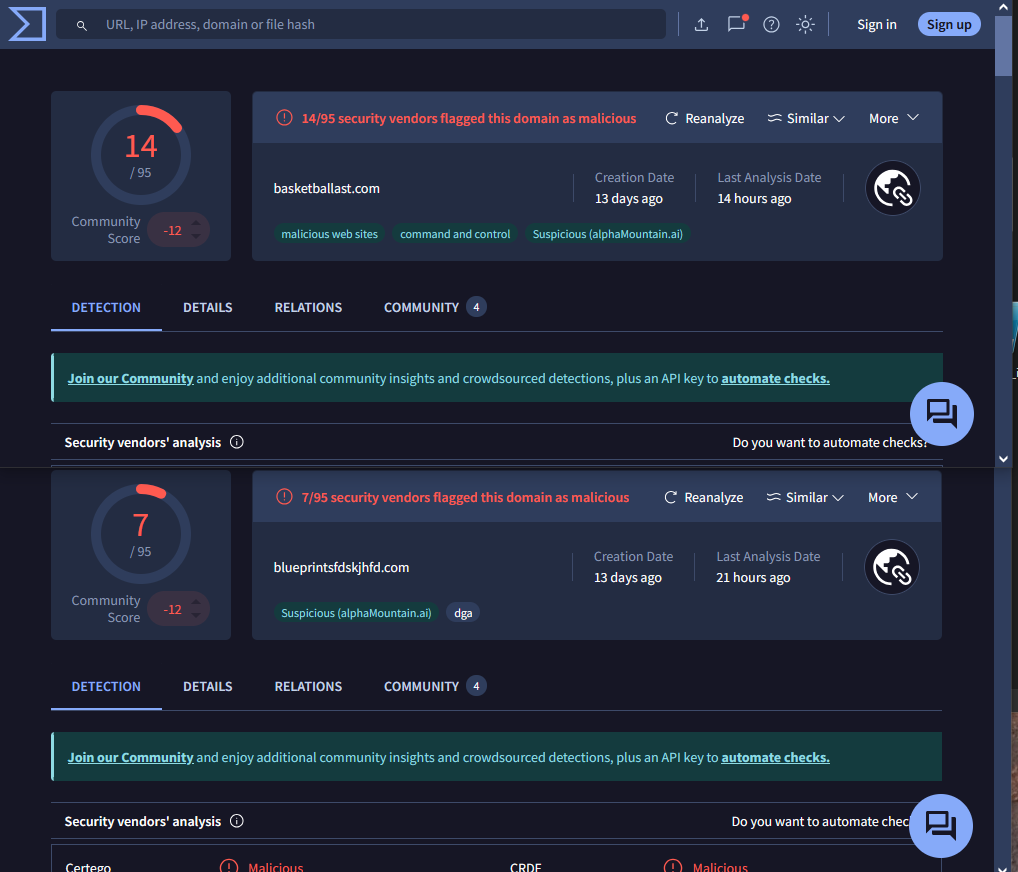 URL, IP address, domain or file hash
Sign in
Sign up
14
/ 95
Community Score
-12
14/95 security vendors flagged this domain as malicious
Reanalyze
Similar
More
basketballast.com
Creation Date
13 days ago
Last Analysis Date
14 hours ago
malicious web sites
command and control
Suspicious (alphaMountain.ai)
DETECTION
DETAILS
RELATIONS
COMMUNITY 4
Join our Community and enjoy additional community insights and crowdsourced detections, plus an API key to automate checks.
Security vendors' analysis
Do you want to automate checks?
7
/ 95
Community Score
-12
7/95 security vendors flagged this domain as malicious
Reanalyze
Similar
More
blueprintsfdskjhfd.com
Creation Date
13 days ago
Last Analysis Date
21 hours ago
Suspicious (alphaMountain.ai)
dga
DETECTION
DETAILS
RELATIONS
COMMUNITY 4
Join our Community and enjoy additional community insights and crowdsourced detections, plus an API key to automate checks.
Security vendors' analysis
Do you want to automate chec
Certego
Malicious
CRDF
Malicious